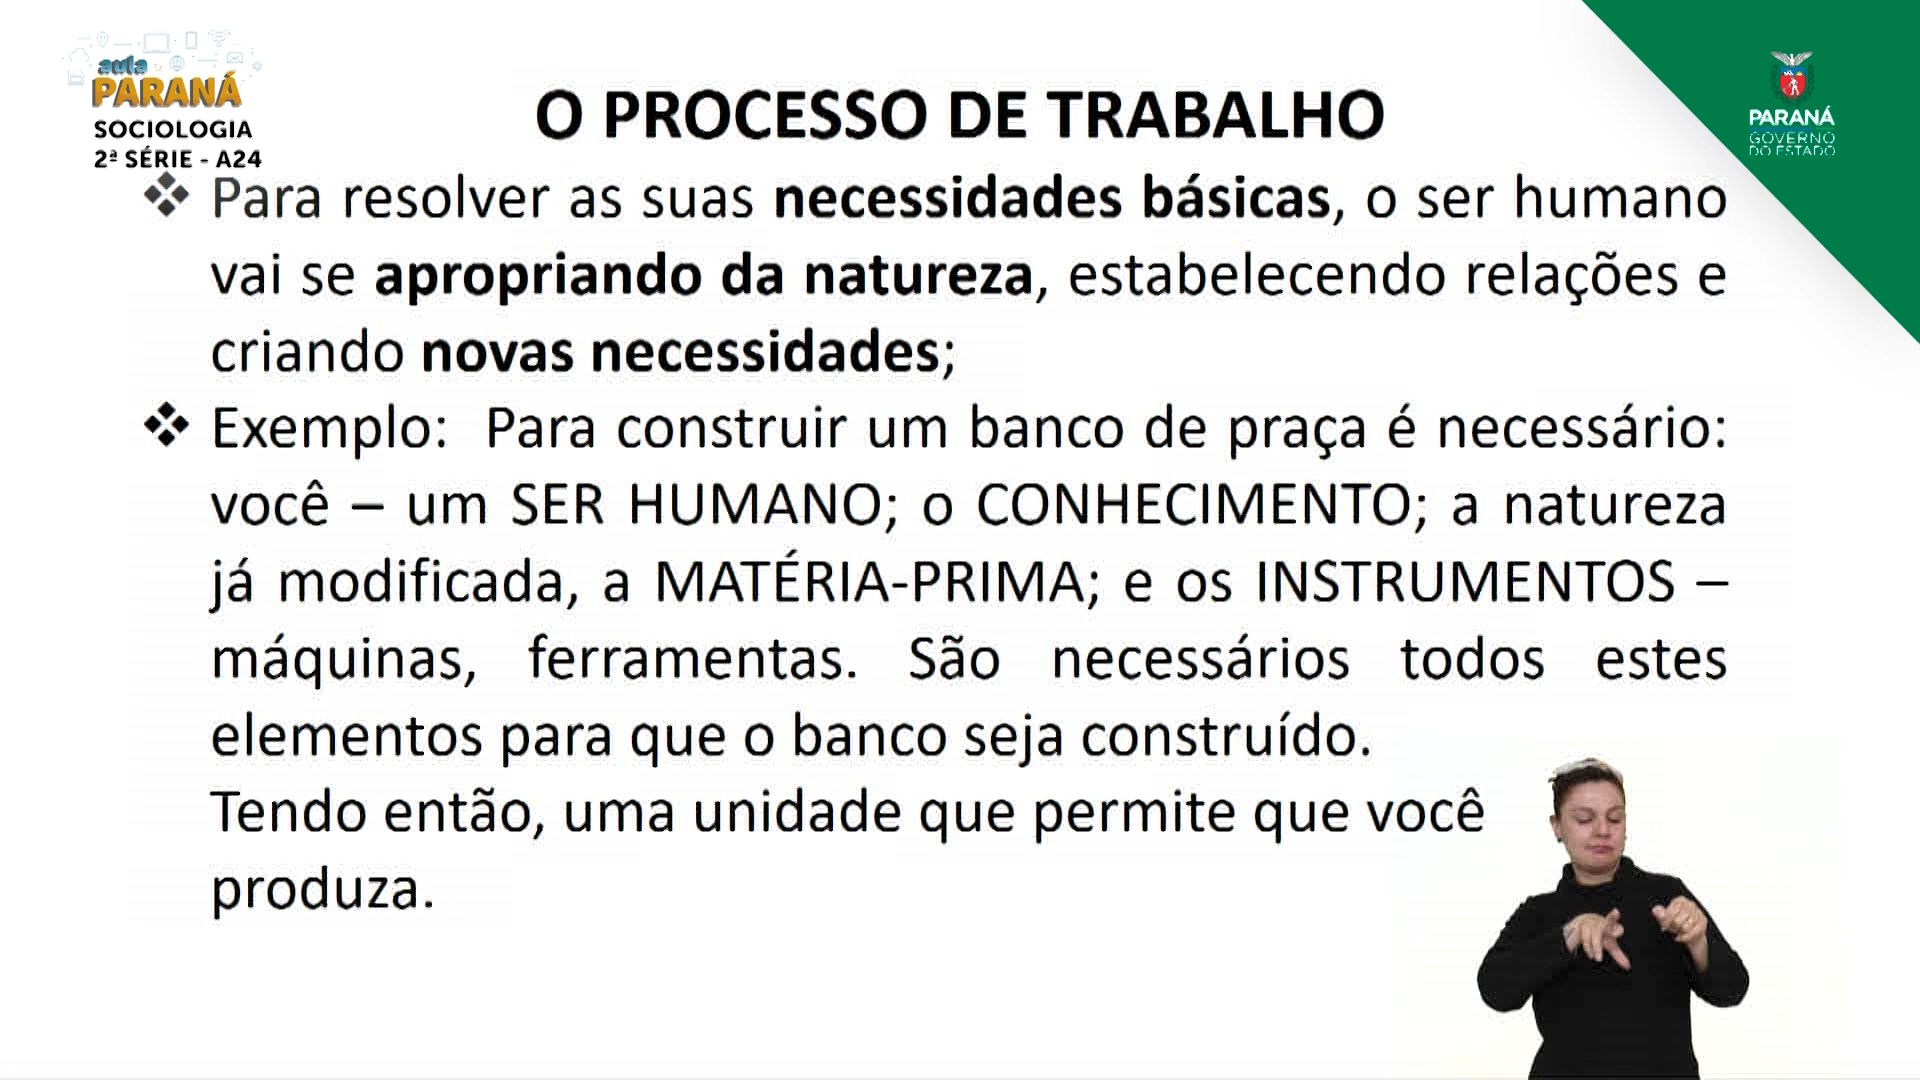 aula
PARANÁ
SOCIOLOGIA
2ª SÉRIE - A24
PARANÁ
GOVERNO
DO ESTADO
O PROCESSO DE TRABALHO
❖ Para resolver as suas necessidades básicas, o ser humano
vai se apropriando da natureza, estabelecendo relações e
criando novas necessidades;
❖ Exemplo: Para construir um banco de praça é necessário:
você – um SER HUMANO; o CONHECIMENTO; a natureza
já modificada, a MATÉRIA-PRIMA; e os INSTRUMENTOS –
máquinas, ferramentas. São necessários todos estes
elementos para que o banco seja construído.
Tendo então, uma unidade que permite que você
produza.